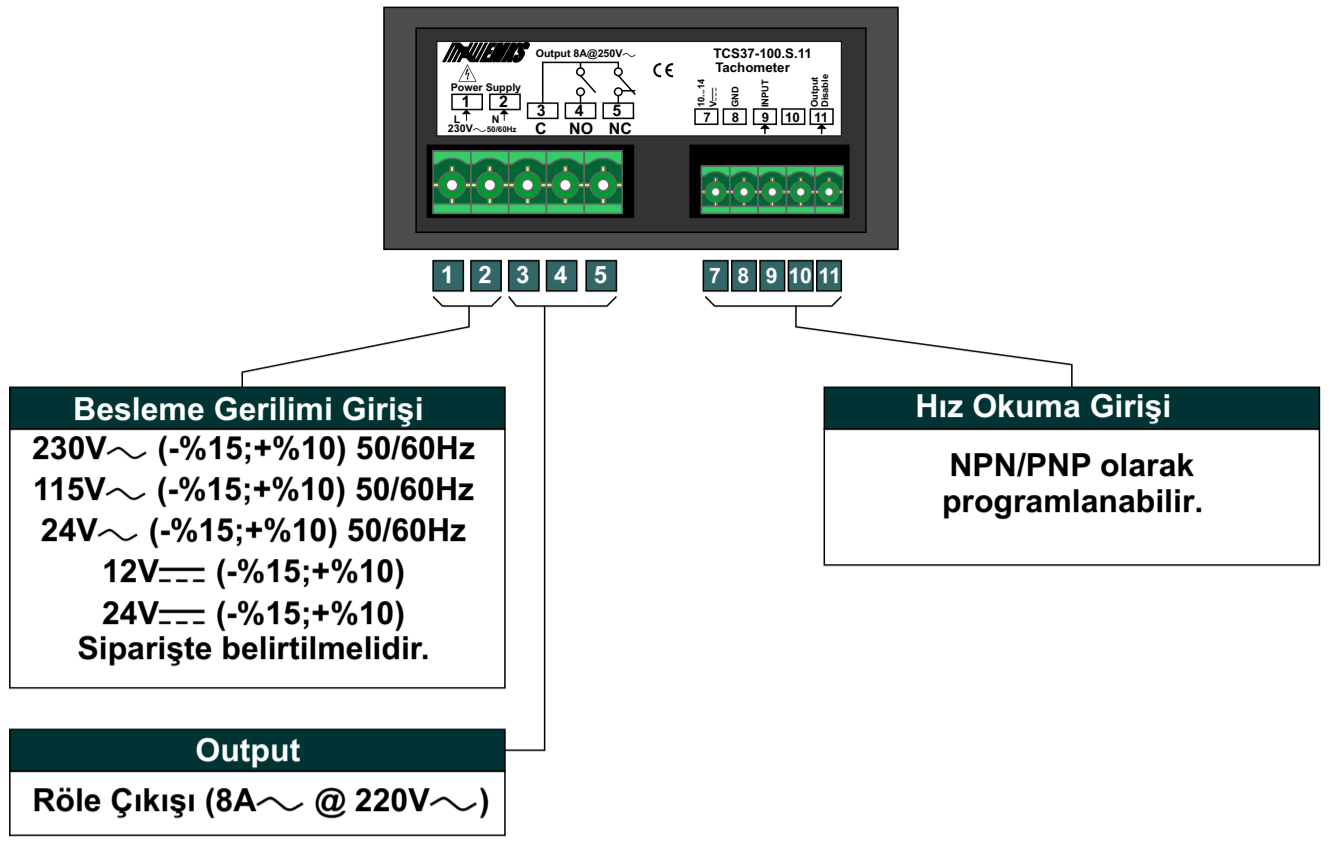 Output 8A@250V～
TCS37-100.S.11
Tachometer
CE
Power Supply
1 2 3 4 5
L N
230V～50/60Hz
C NO NC
10...14
V⎓
GND
INPUT
Output
Disable
7 8 9 10 11
1 2 3 4 5
7 8 9 10 11
Besleme Gerilimi Girişi
230V～ (-%15;+%10) 50/60Hz
115V～ (-%15;+%10) 50/60Hz
24V～ (-%15;+%10) 50/60Hz
12V⎓ (-%15;+%10)
24V⎓ (-%15;+%10)
Siparişte belirtilmelidir.
Hız Okuma Girişi
NPN/PNP olarak
programlanabilir.
Output
Röle Çıkışı (8A～ @ 220V～)